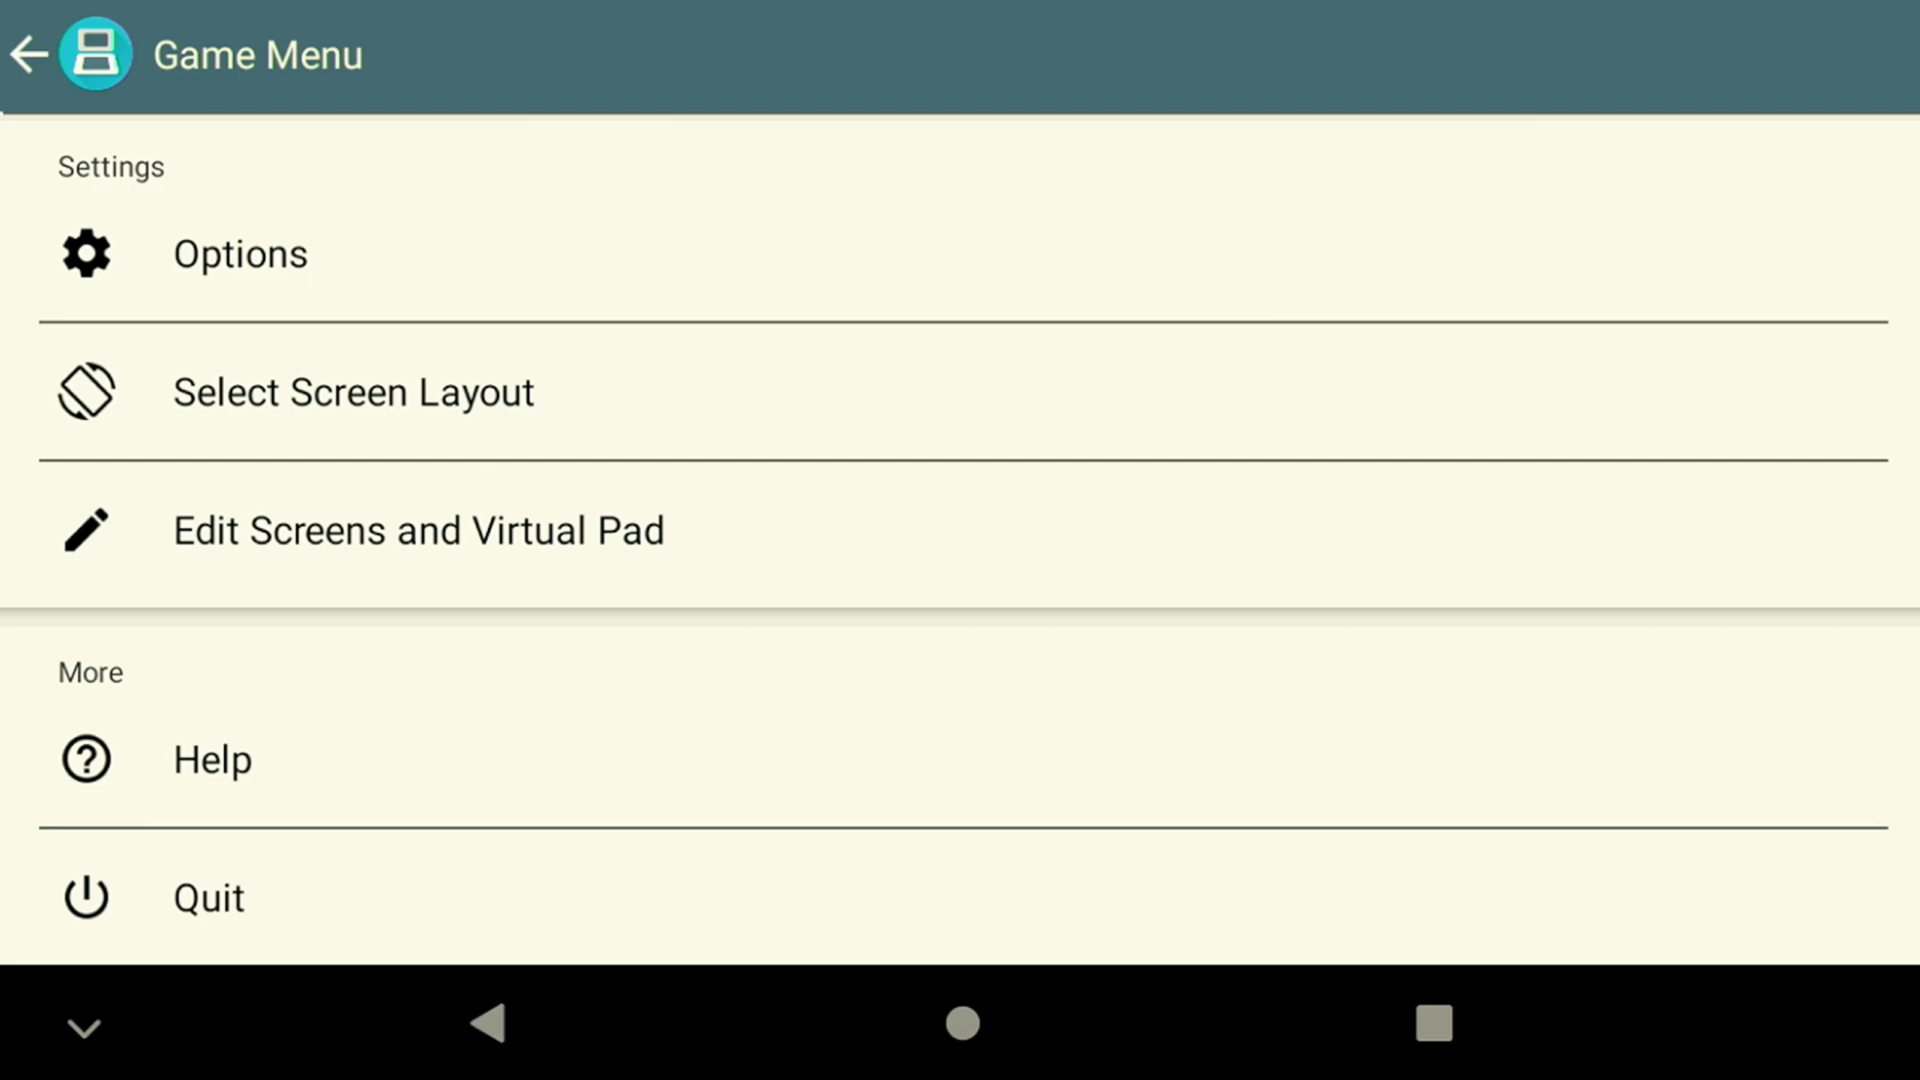 Game Menu
Settings
Options
Select Screen Layout
Edit Screens and Virtual Pad
More
Help
Quit